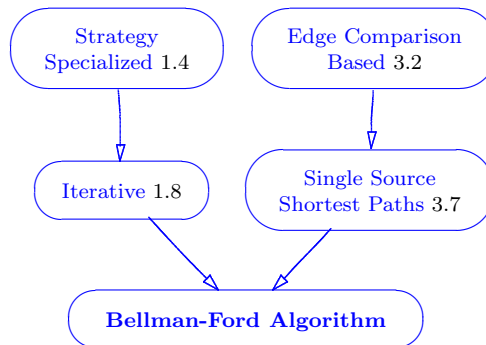 Strategy
Specialized 1.4
Edge Comparison
Based 3.2
Iterative 1.8
Single Source
Shortest Paths 3.7
Bellman-Ford Algorithm